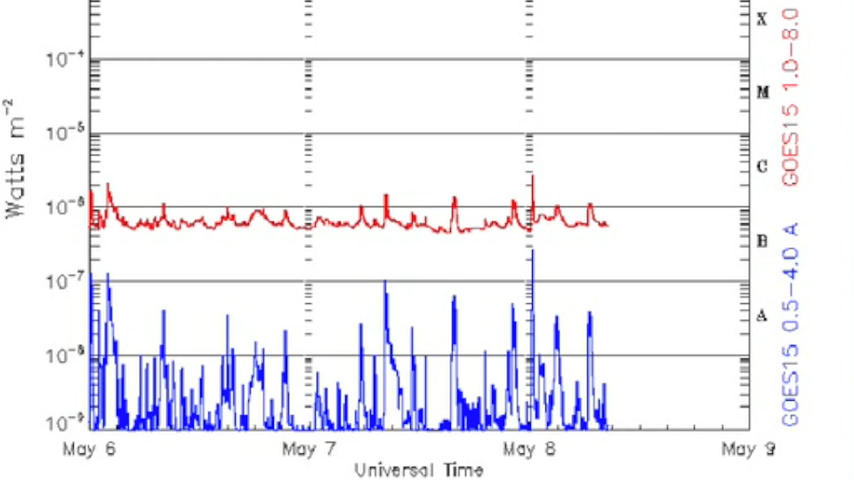 X
10⁻⁴
M
10⁻⁵
C
10⁻⁶
B
10⁻⁷
A
10⁻⁸
10⁻⁹
Watts m⁻²
GOES15 1.0-8.0
GOES15 0.5-4.0 A
May 6 May 7 May 8 May 9
Universal Time